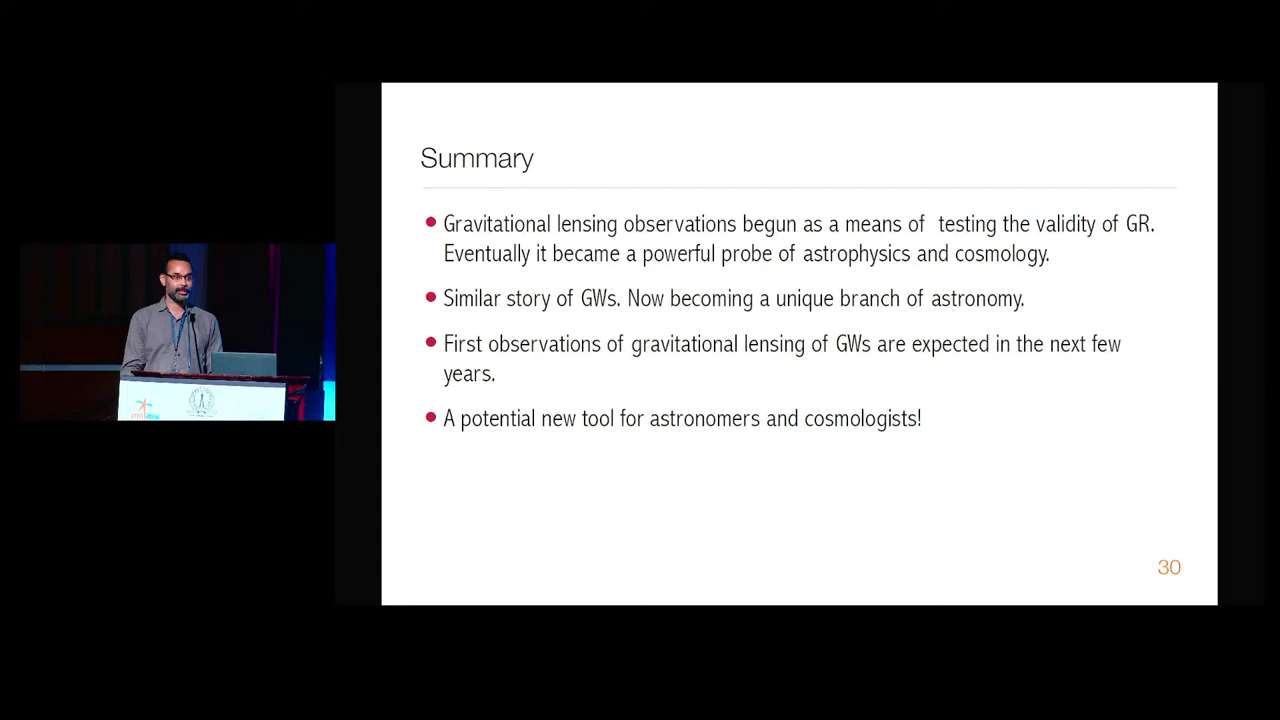 Summary
Gravitational lensing observations begun as a means of testing the validity of GR.
Eventually it became a powerful probe of astrophysics and cosmology.
Similar story of GWs. Now becoming a unique branch of astronomy.
First observations of gravitational lensing of GWs are expected in the next few
years.
A potential new tool for astronomers and cosmologists!
30